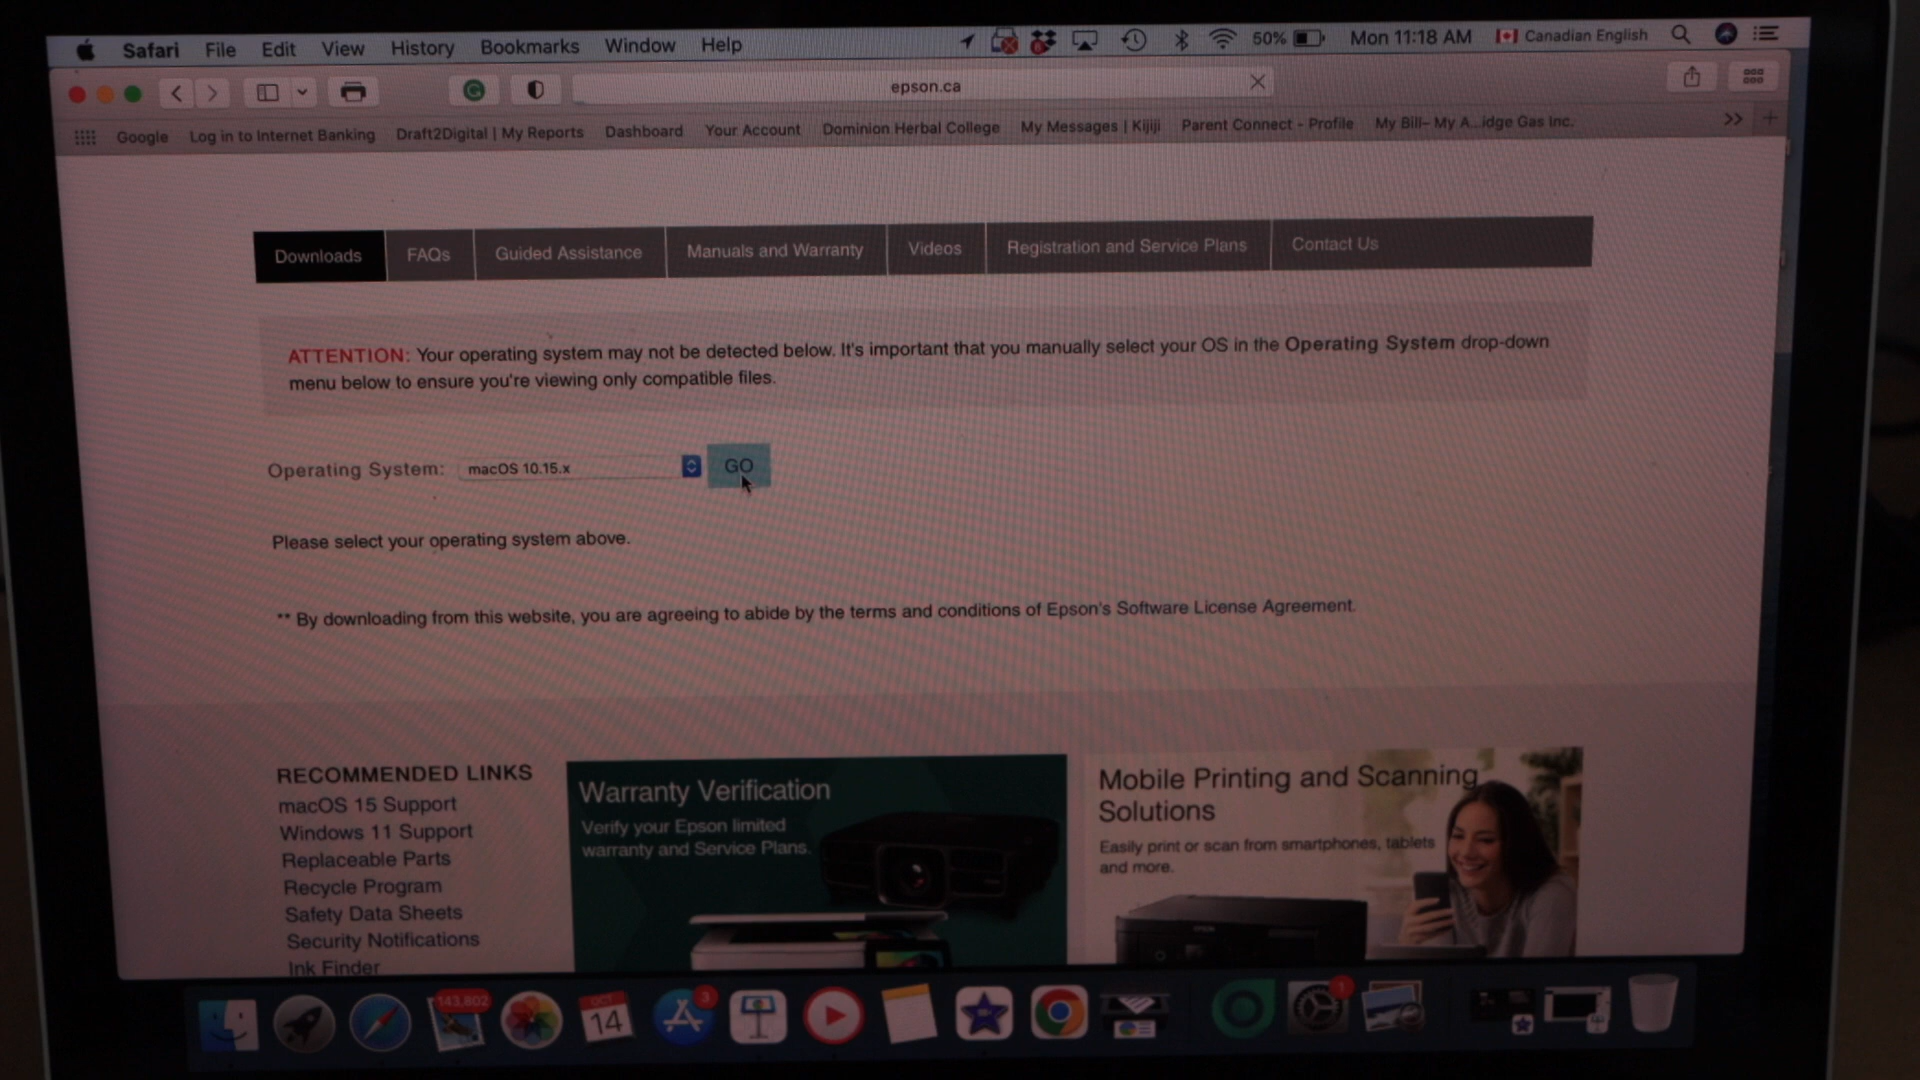 Safari File Edit View History Bookmarks Window Help 50% Mon 11:18 AM Canadian English
epson.ca
Google Log in to Internet Banking Draft2Digital | My Reports Dashboard Your Account Dominion Herbal College My Messages | Kijiji Parent Connect - Profile My Bill– My A...idge Gas Inc. >> +
Downloads FAQs Guided Assistance Manuals and Warranty Videos Registration and Service Plans Contact Us
ATTENTION: Your operating system may not be detected below. It's important that you manually select your OS in the Operating System drop-down
menu below to ensure you're viewing only compatible files.
Operating System: macOS 10.15.x GO
Please select your operating system above.
** By downloading from this website, you are agreeing to abide by the terms and conditions of Epson's Software License Agreement.
RECOMMENDED LINKS
macOS 15 Support
Windows 11 Support
Replaceable Parts
Recycle Program
Safety Data Sheets
Security Notifications
Ink Finder
Warranty Verification
Verify your Epson limited
warranty and Service Plans.
Mobile Printing and Scanning
Solutions
Easily print or scan from smartphones, tablets
and more.
EPSON
143,802
OCT
14
3
1